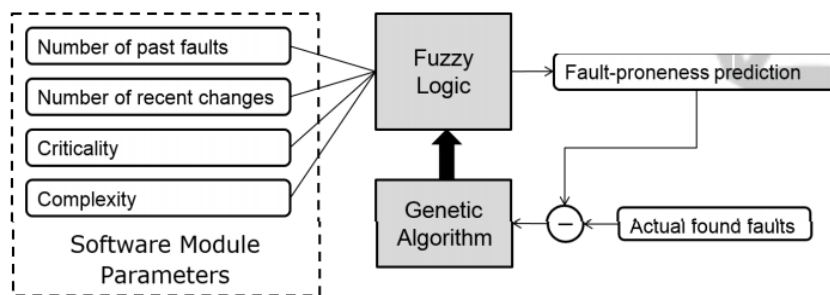 Number of past faults
Number of recent changes
Criticality
Complexity
Software Module
Parameters
Fuzzy
Logic
Fault-proneness prediction
Genetic
Algorithm
−
Actual found faults